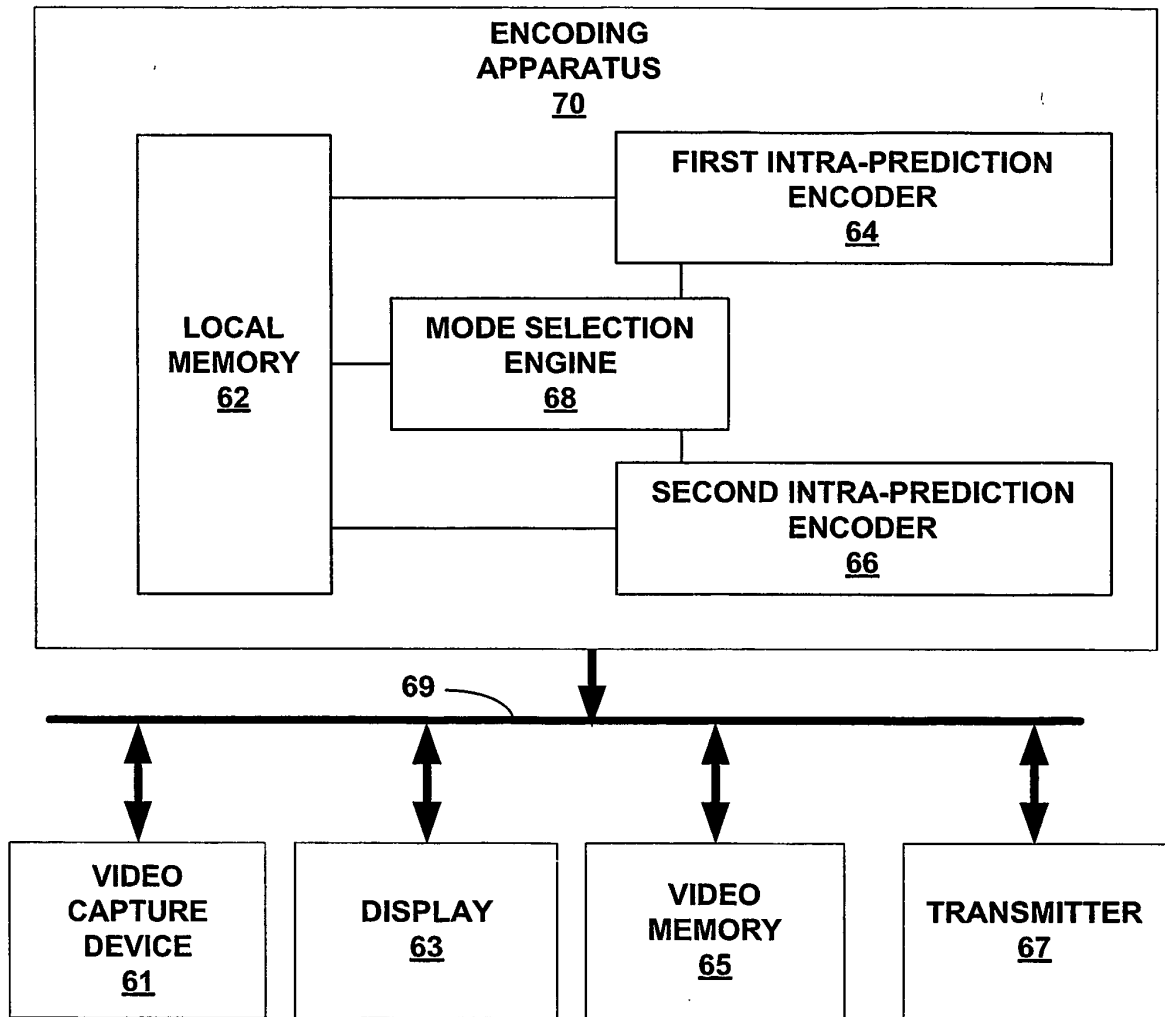 ENCODING
APPARATUS
70
FIRST INTRA-PREDICTION
ENCODER
64
LOCAL
MEMORY
62
MODE SELECTION
ENGINE
68
SECOND INTRA-PREDICTION
ENCODER
66
69
VIDEO
CAPTURE
DEVICE
61
DISPLAY
63
VIDEO
MEMORY
65
TRANSMITTER
67